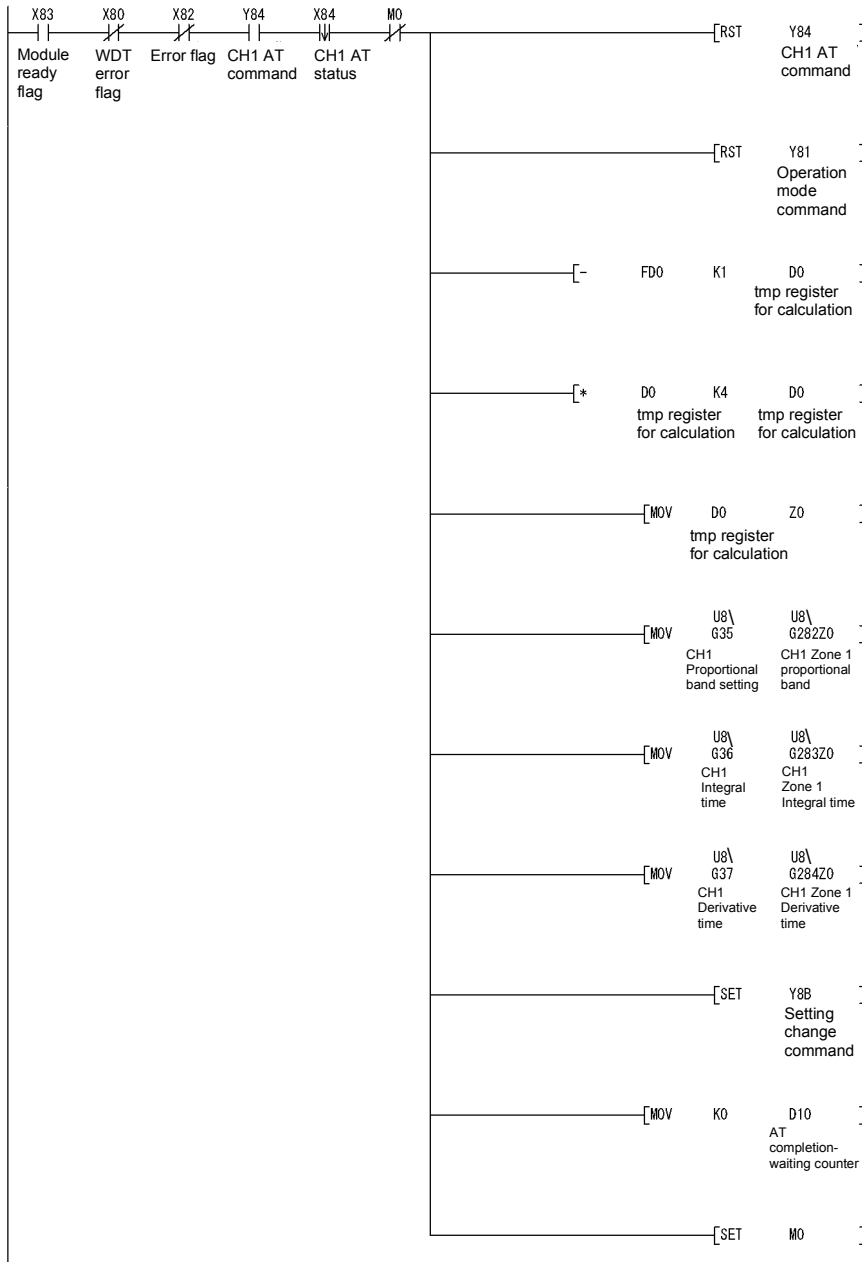 X83 X80 X82 Y84 X84 M0
Module ready flag
WDT error flag
Error flag
CH1 AT command
CH1 AT status
[RST Y84 ]
CH1 AT command
[RST Y81 ]
Operation mode command
[- FD0 K1 D0 ]
tmp register for calculation
[* D0 K4 D0 ]
tmp register for calculation
tmp register for calculation
[MOV D0 Z0 ]
tmp register for calculation
U8\ U8\
[MOV G35 G282Z0 ]
CH1 Proportional band setting
CH1 Zone 1 proportional band
U8\ U8\
[MOV G36 G283Z0 ]
CH1 Integral time
CH1 Zone 1 Integral time
U8\ U8\
[MOV G37 G284Z0 ]
CH1 Derivative time
CH1 Zone 1 Derivative time
[SET Y8B ]
Setting change command
[MOV K0 D10 ]
AT completion-waiting counter
[SET M0 ]